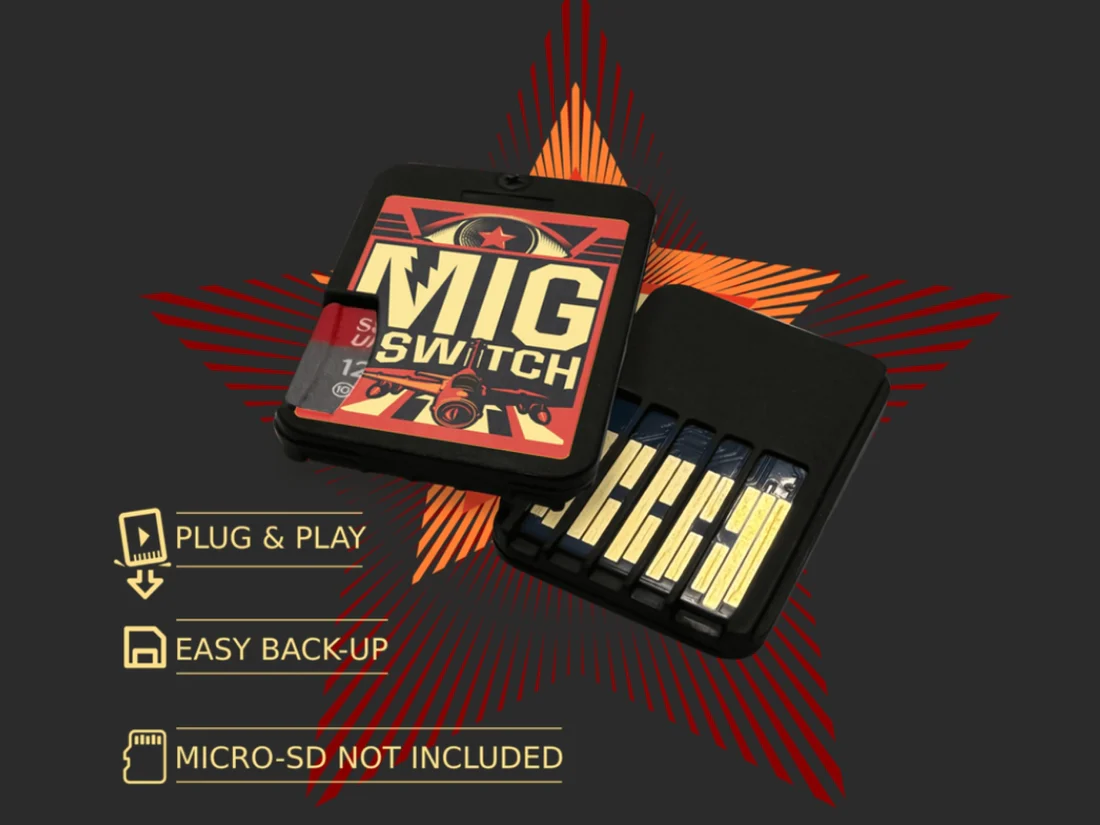 MIG
SWITCH
PLUG & PLAY
EASY BACK-UP
MICRO-SD NOT INCLUDED